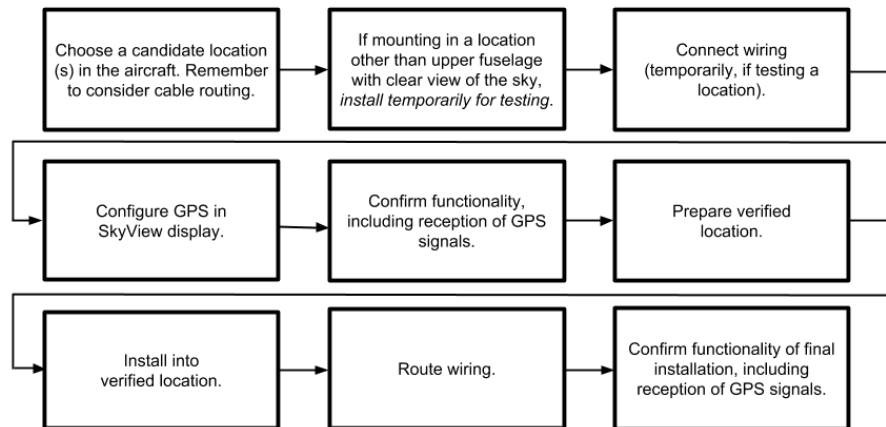 Choose a candidate location
(s) in the aircraft. Remember
to consider cable routing.
If mounting in a location
other than upper fuselage
with clear view of the sky,
install temporarily for testing.
Connect wiring
(temporarily, if testing a
location).
Configure GPS in
SkyView display.
Confirm functionality,
including reception of GPS
signals.
Prepare verified
location.
Install into
verified location.
Route wiring.
Confirm functionality of final
installation, including
reception of GPS signals.